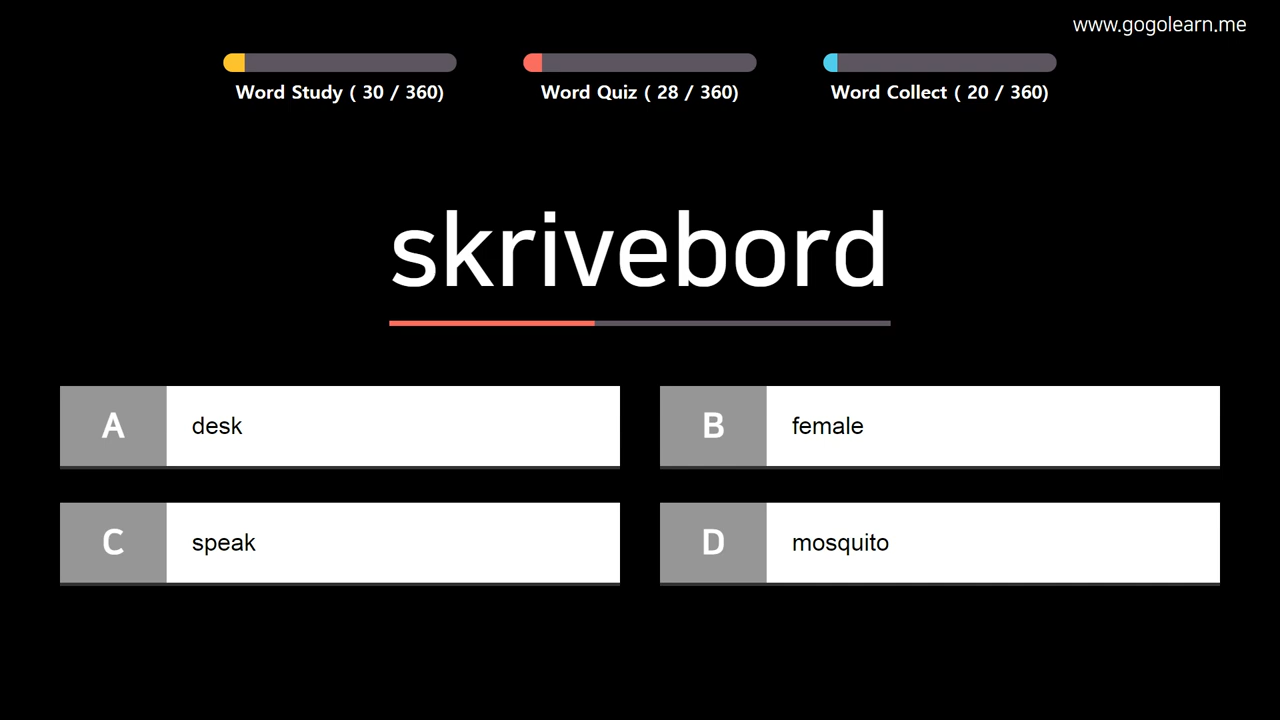 www.gogolearn.me
Word Study ( 30 / 360)
Word Quiz ( 28 / 360)
Word Collect ( 20 / 360)
skrivebord
A desk
B female
C speak
D mosquito